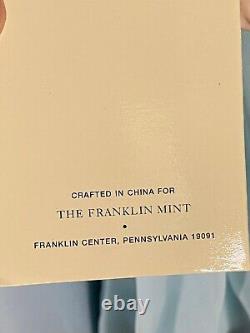 CRAFTED IN CHINA FOR
THE FRANKLIN MINT
•
FRANKLIN CENTER, PENNSYLVANIA 19091